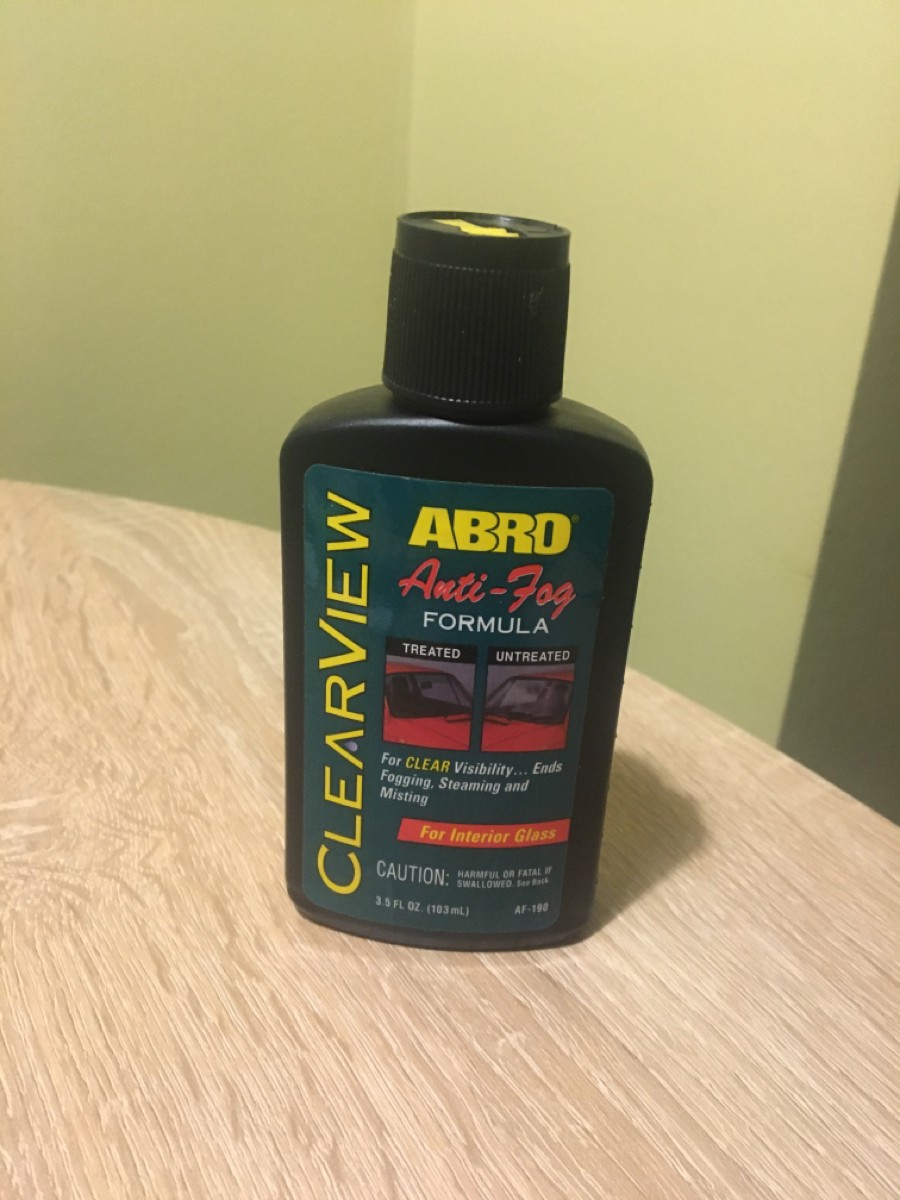 CLEARVIEW
ABRO®
Anti-Fog
FORMULA
TREATED
UNTREATED
For CLEAR Visibility... Ends
Fogging, Steaming and
Misting
For Interior Glass
CAUTION: HARMFUL OR FATAL IF
SWALLOWED. See Back
3.5 FL OZ. (103 mL)
AF-190